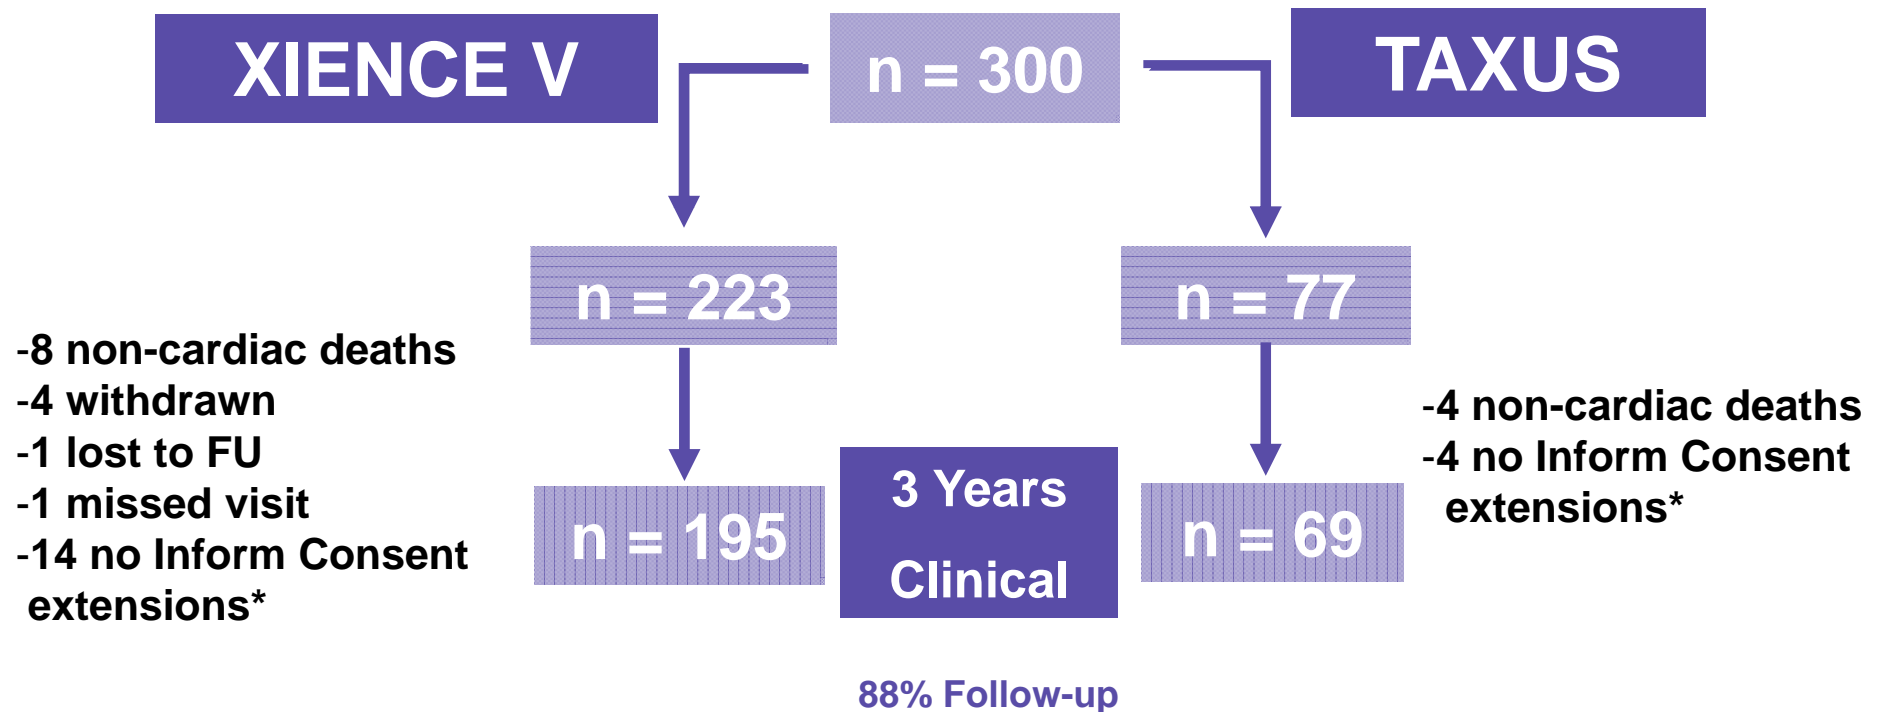 XIENCE V
n = 300
TAXUS
n = 223
n = 77
-8 non-cardiac deaths
-4 withdrawn
-1 lost to FU
-1 missed visit
-14 no Inform Consent
extensions*
-4 non-cardiac deaths
-4 no Inform Consent
extensions*
n = 195
3 Years
Clinical
n = 69
88% Follow-up